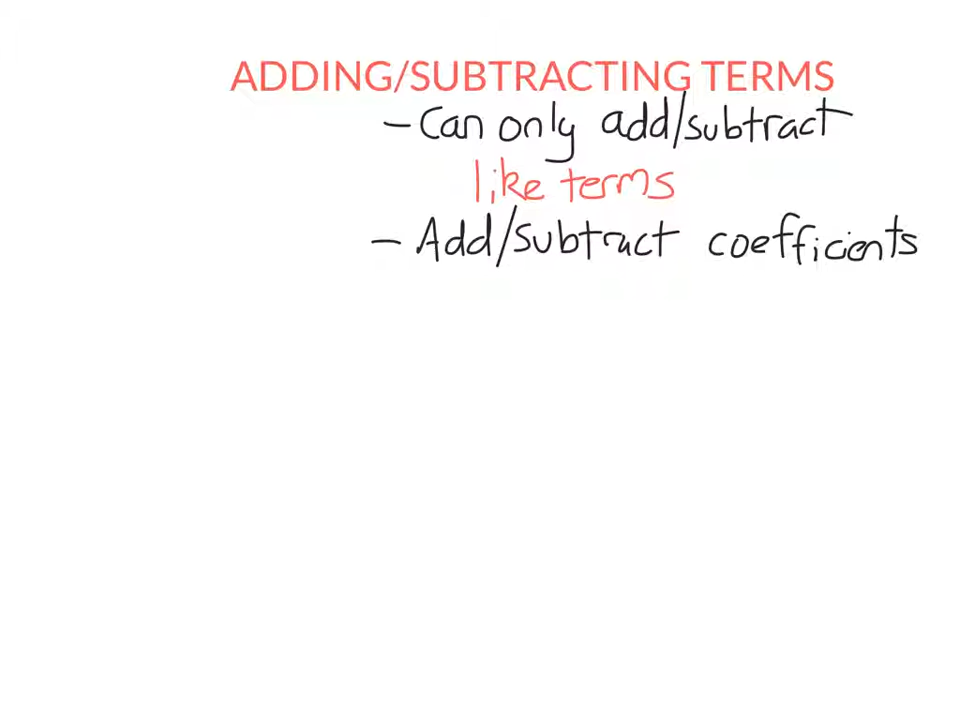 ADDING/SUBTRACTING TERMS
- Can only add/subtract
like terms
- Add/subtract coefficients